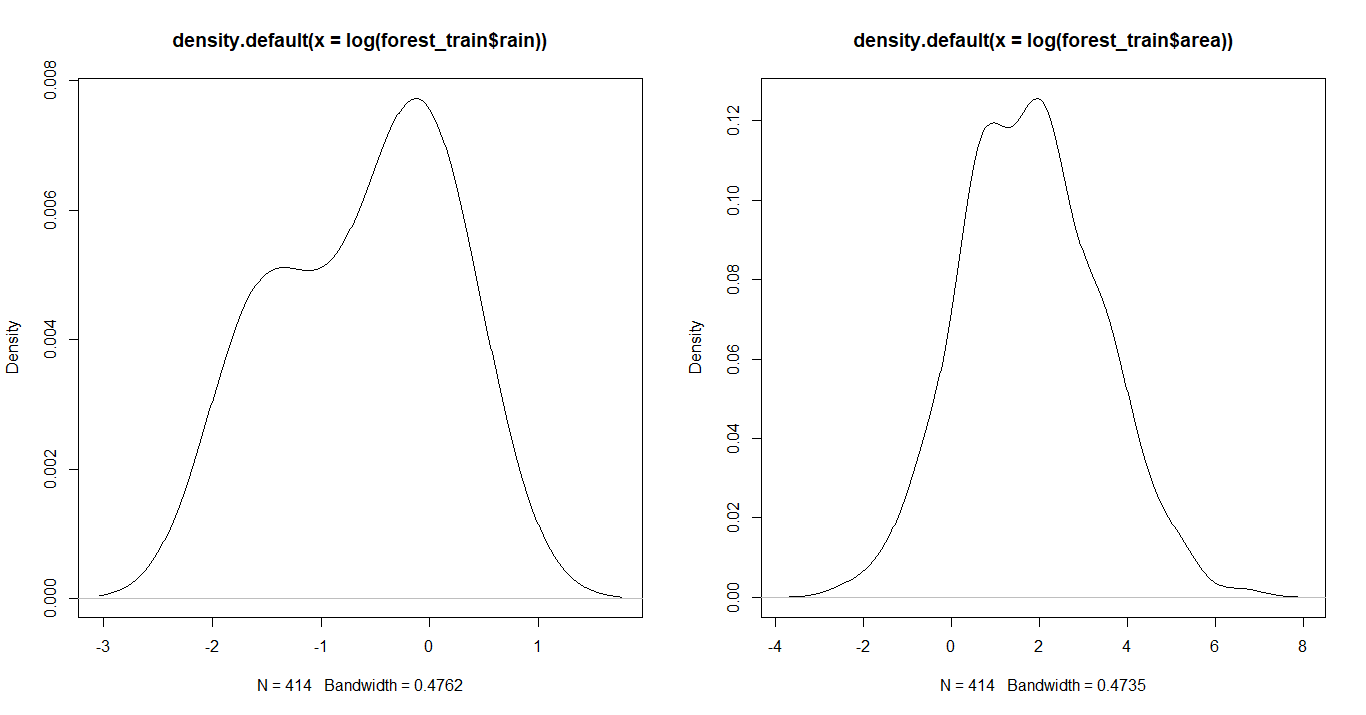 density.default(x = log(forest_train$rain))
Density
0.000
0.002
0.004
0.006
0.008
-3 -2 -1 0 1
N = 414 Bandwidth = 0.4762
density.default(x = log(forest_train$area))
Density
0.00
0.02
0.04
0.06
0.08
0.10
0.12
-4 -2 0 2 4 6 8
N = 414 Bandwidth = 0.4735